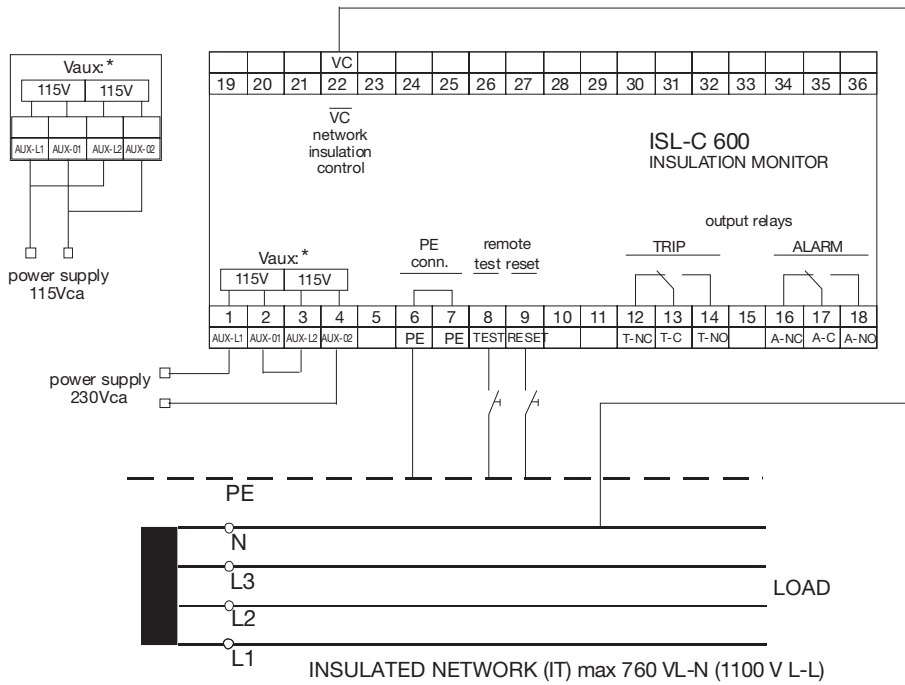 Vaux: *
115V 115V
AUX-L1 AUX-01 AUX-L2 AUX-02
power supply
115Vca
VC
19 20 21 22 23 24 25 26 27 28 29 30 31 32 33 34 35 36
VC
network
insulation
control
ISL-C 600
INSULATION MONITOR
output relays
PE
conn.
remote
test reset
TRIP
ALARM
Vaux: *
115V 115V
1 2 3 4 5 6 7 8 9 10 11 12 13 14 15 16 17 18
AUX-L1 AUX-01 AUX-L2 AUX-02 PE PE TEST RESET T-NC T-C T-NO A-NC A-C A-NO
power supply
230Vca
PE
N
L3
L2
L1
LOAD
INSULATED NETWORK (IT) max 760 VL-N (1100 V L-L)